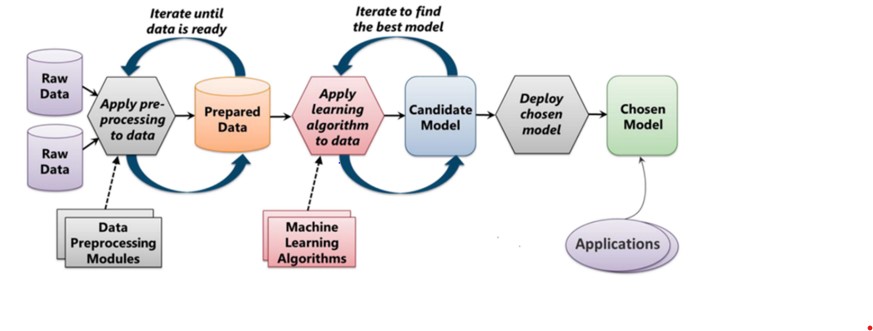 Iterate until
data is ready
Iterate to find
the best model
Raw
Data
Raw
Data
Apply pre-
processing
to data
Prepared
Data
Apply
learning
algorithm
to data
Candidate
Model
Deploy
chosen
model
Chosen
Model
Data
Preprocessing
Modules
Machine
Learning
Algorithms
Applications